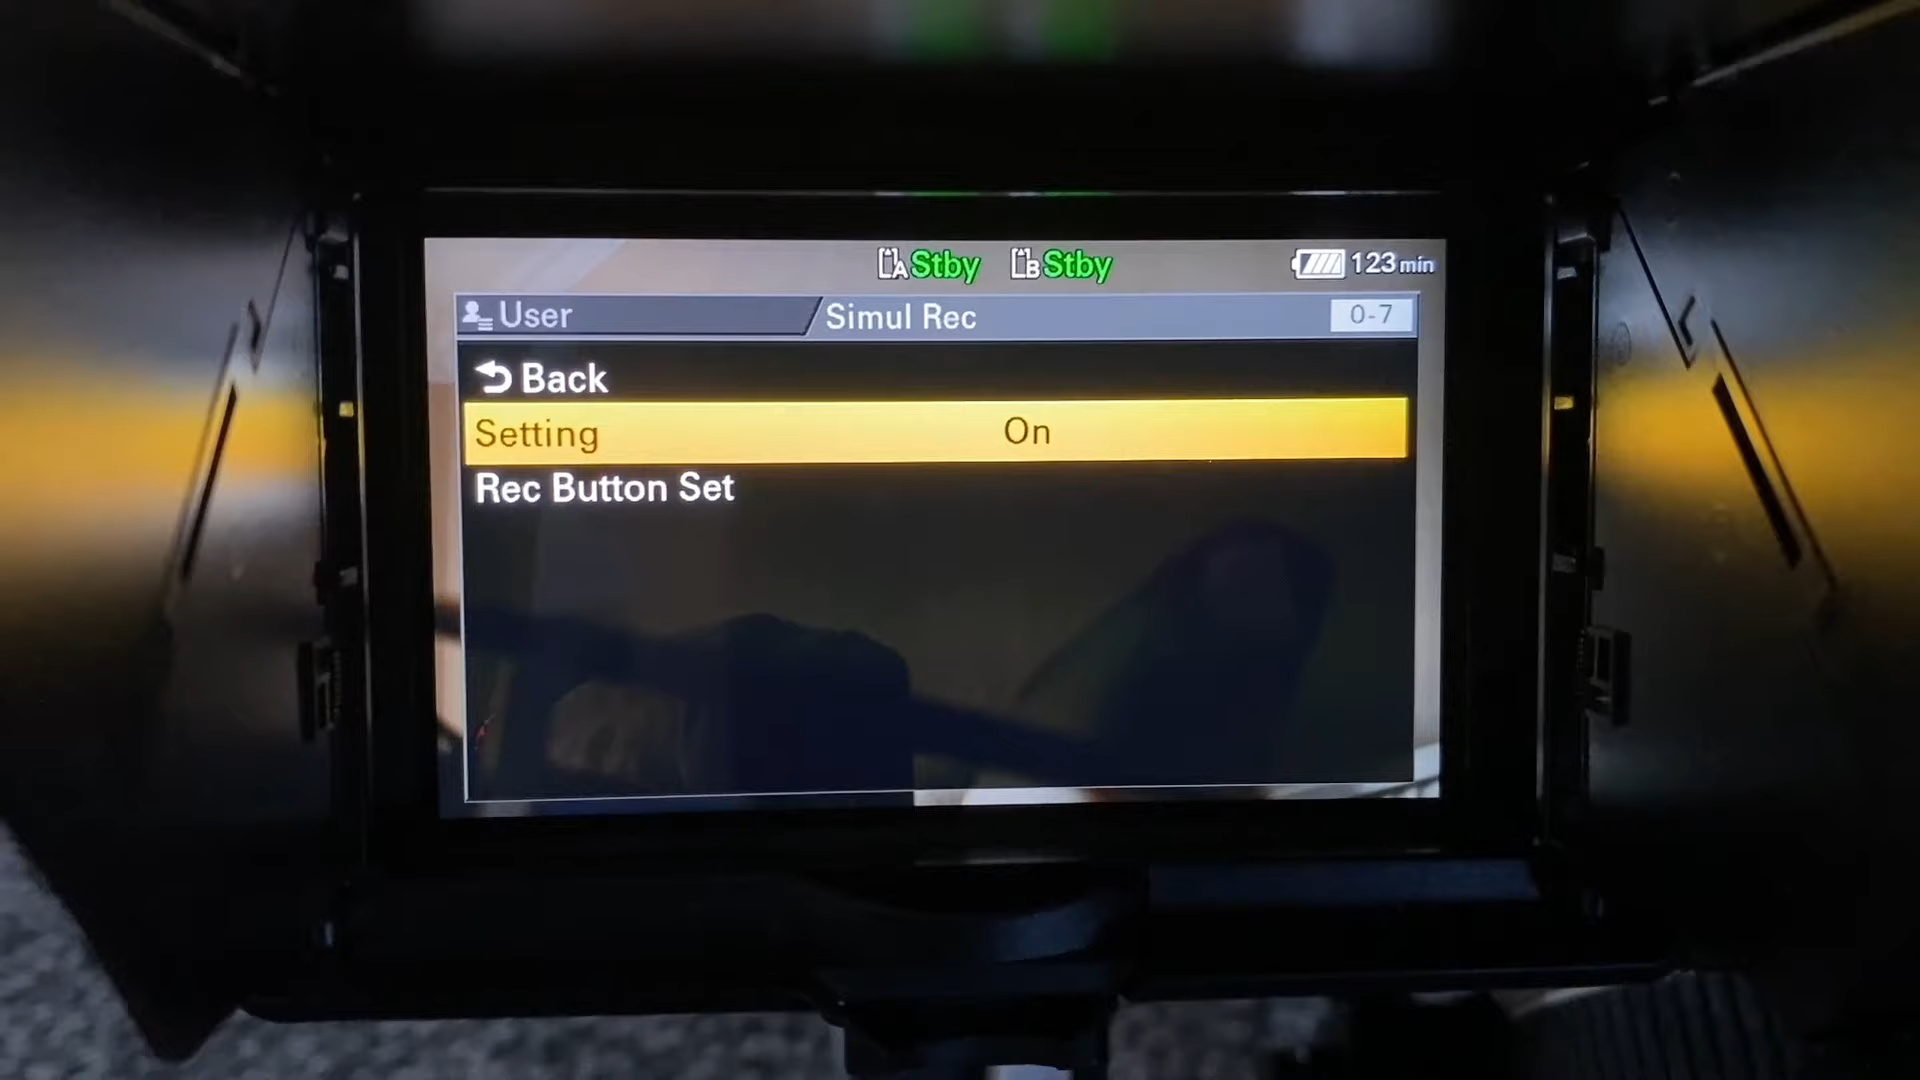 A Stby B Stby 123 min
User Simul Rec 0-7
Back
Setting On
Rec Button Set